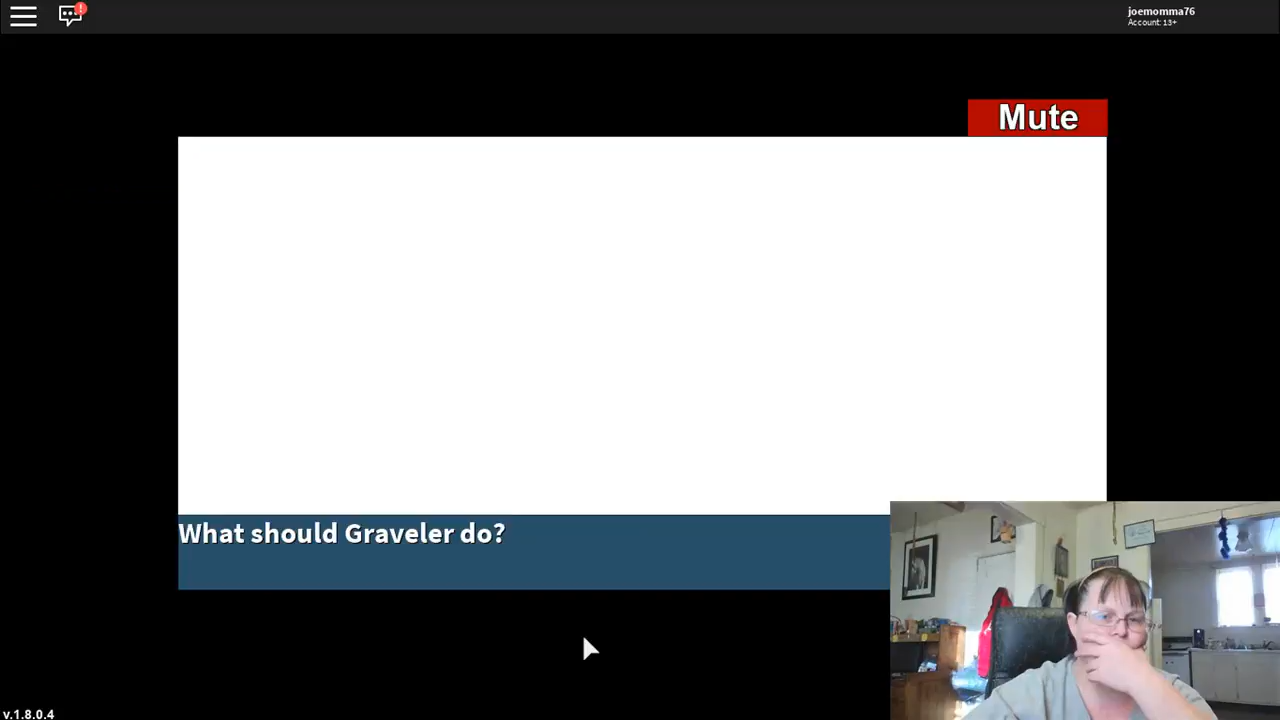 joemomma76
Account: 13+
Mute
What should Graveler do?
v.1.8.0.4